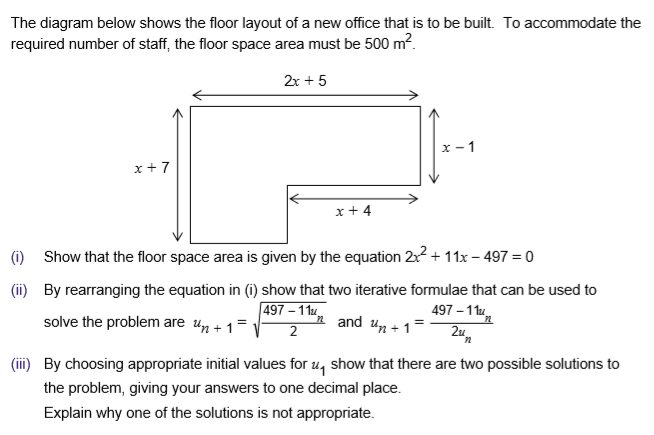 The diagram below shows the floor layout of a new office that is to be built. To accommodate the
required number of staff, the floor space area must be 500 m².
2x + 5
x + 7
x − 1
x + 4
(i) Show that the floor space area is given by the equation 2x² + 11x − 497 = 0
(ii) By rearranging the equation in (i) show that two iterative formulae that can be used to
solve the problem are uₙ₊₁ = √((497 − 11uₙ)/2) and uₙ₊₁ = (497 − 11uₙ)/(2uₙ)
(iii) By choosing appropriate initial values for u₁ show that there are two possible solutions to
the problem, giving your answers to one decimal place.
Explain why one of the solutions is not appropriate.